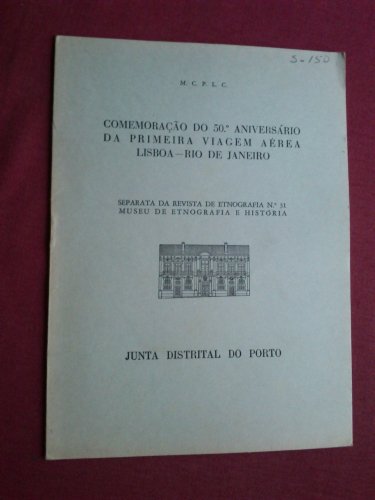 S-150
M. C. F. L. C.
COMEMORAÇÃO DO 50.º ANIVERSÁRIO
DA PRIMEIRA VIAGEM AÉREA
LISBOA — RIO DE JANEIRO
SEPARATA DA REVISTA DE ETNOGRAFIA N.º 31
MUSEU DE ETNOGRAFIA E HISTÓRIA
JUNTA DISTRITAL DO PORTO